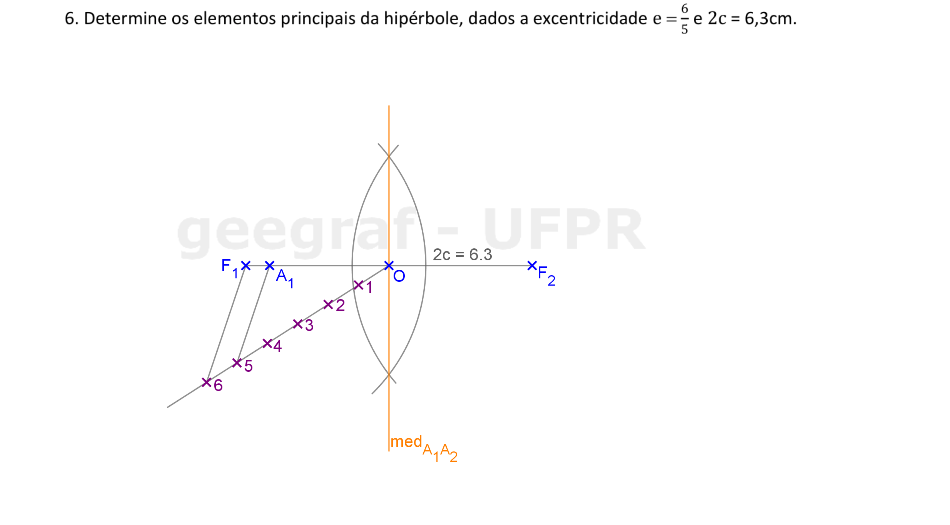 6. Determine os elementos principais da hipérbole, dados a excentricidade e = 6/5 e 2c = 6,3cm.
geegraf - UFPR
2c = 6.3
F1 A1 O F2
1
2
3
4
5
6
medA1A2